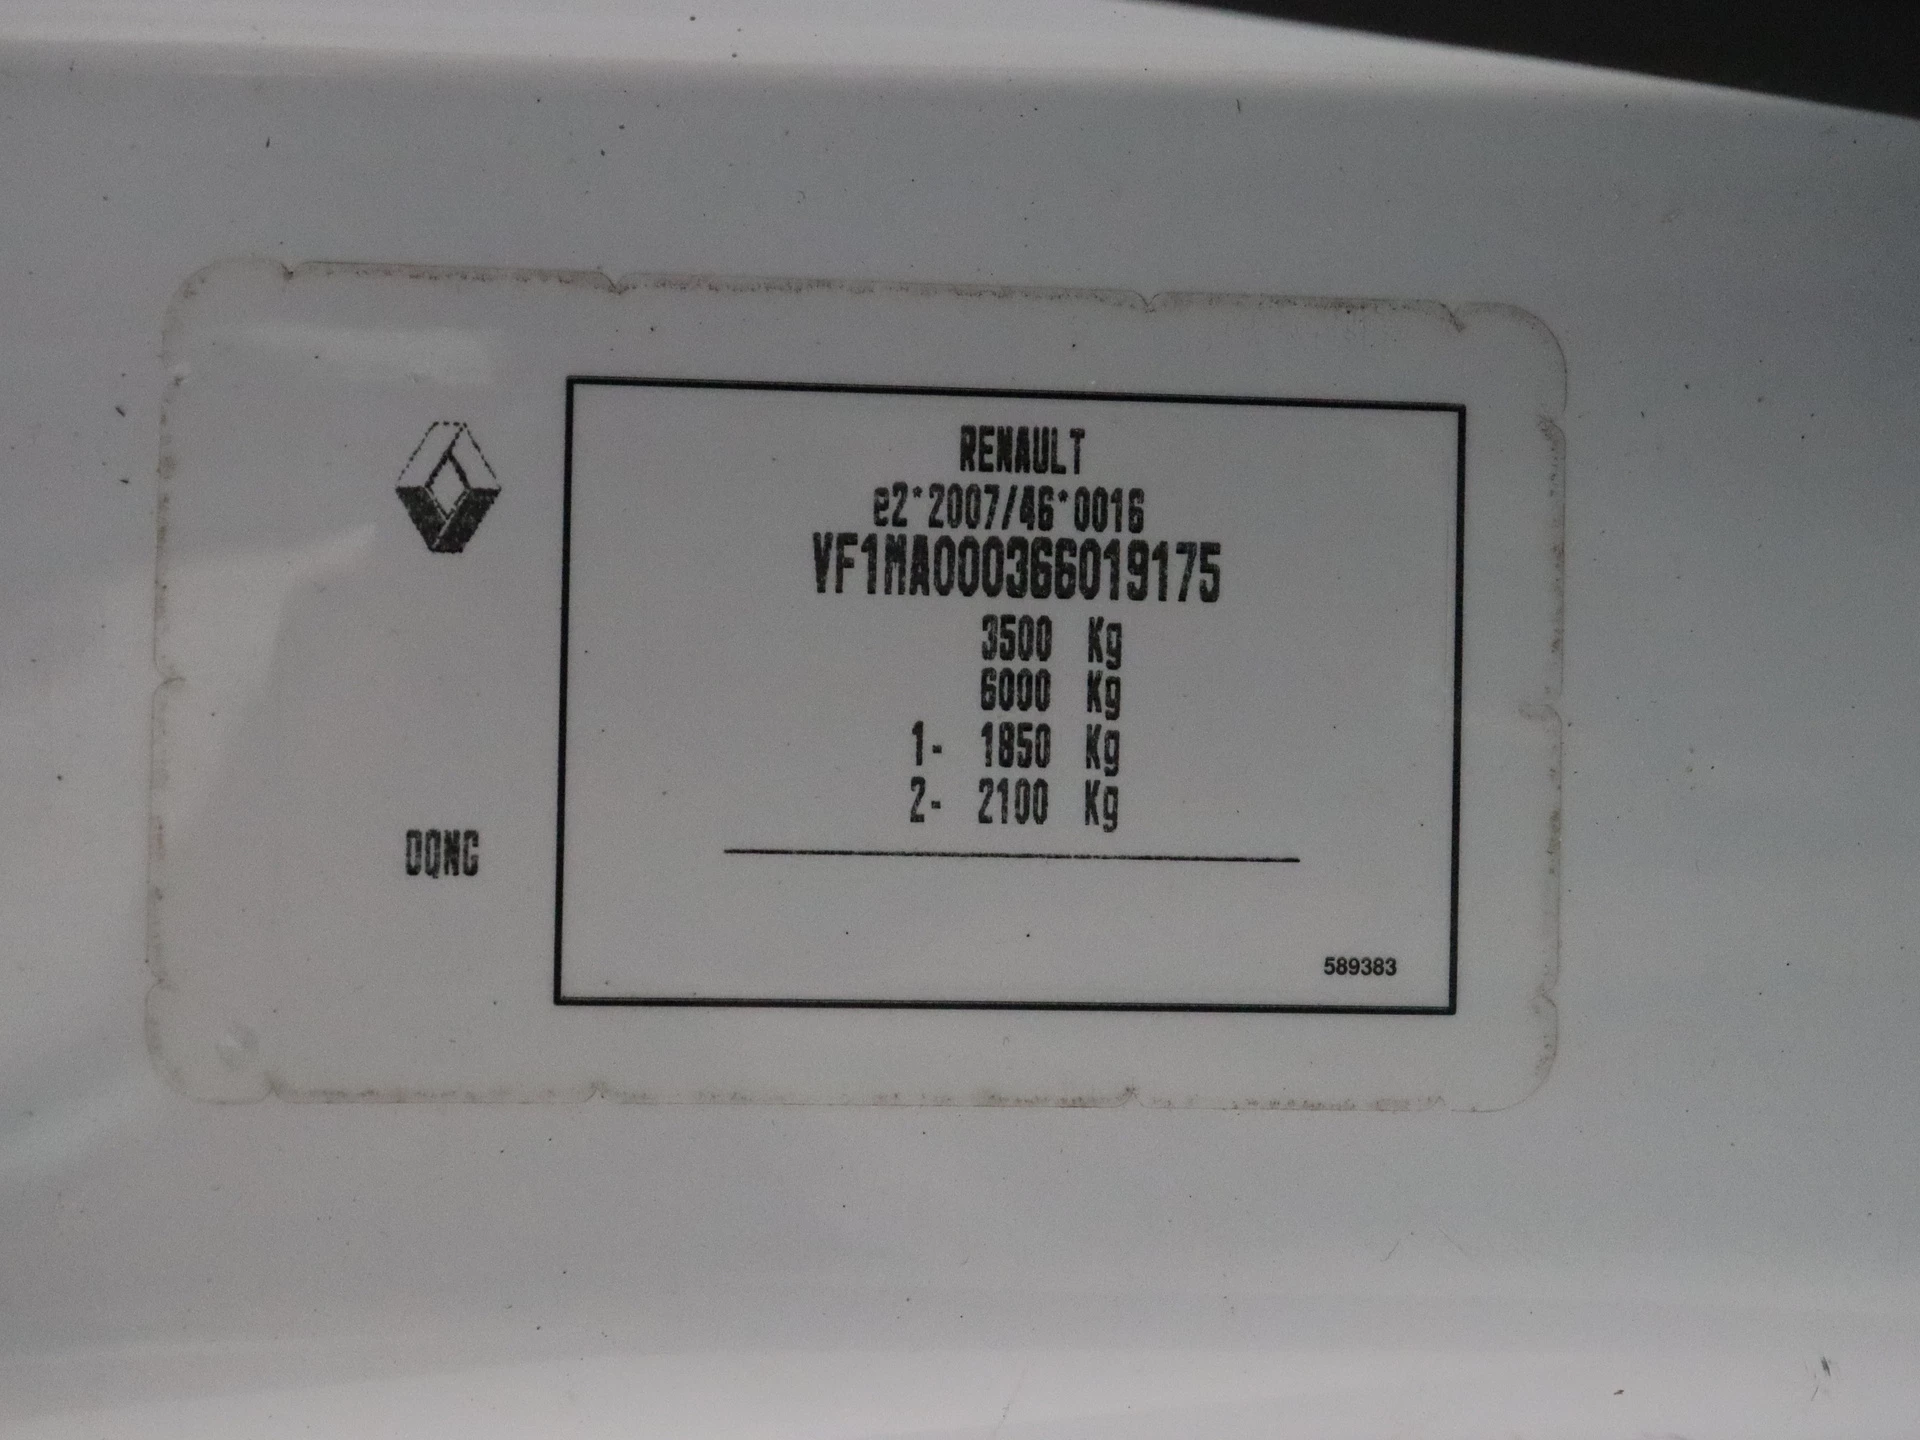 RENAULT
e2*2007/46*0016
VF1MA000366019175
3500 Kg
6000 Kg
1- 1850 Kg
2- 2100 Kg
DQNC
589383